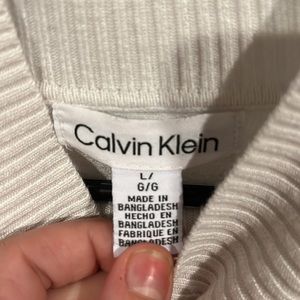 Calvin Klein
L/
G/G
MADE IN
BANGLADESH
HECHO EN
BANGLADESH
FABRIQUE EN
BANGLADESH